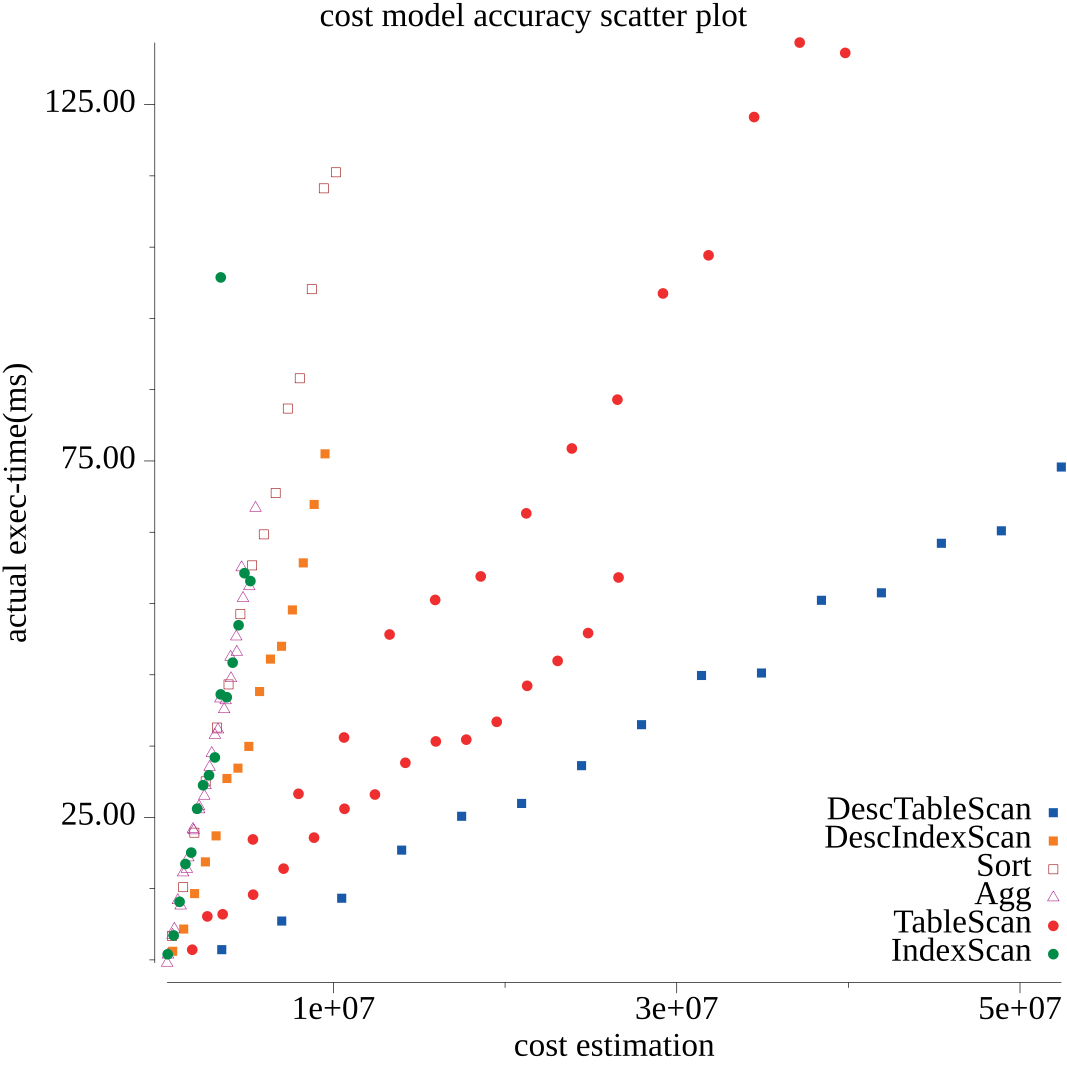 cost model accuracy scatter plot
125.00
75.00
25.00
actual exec-time(ms)
DescTableScan
DescIndexScan
Sort
Agg
TableScan
IndexScan
1e+07 3e+07 5e+07
cost estimation